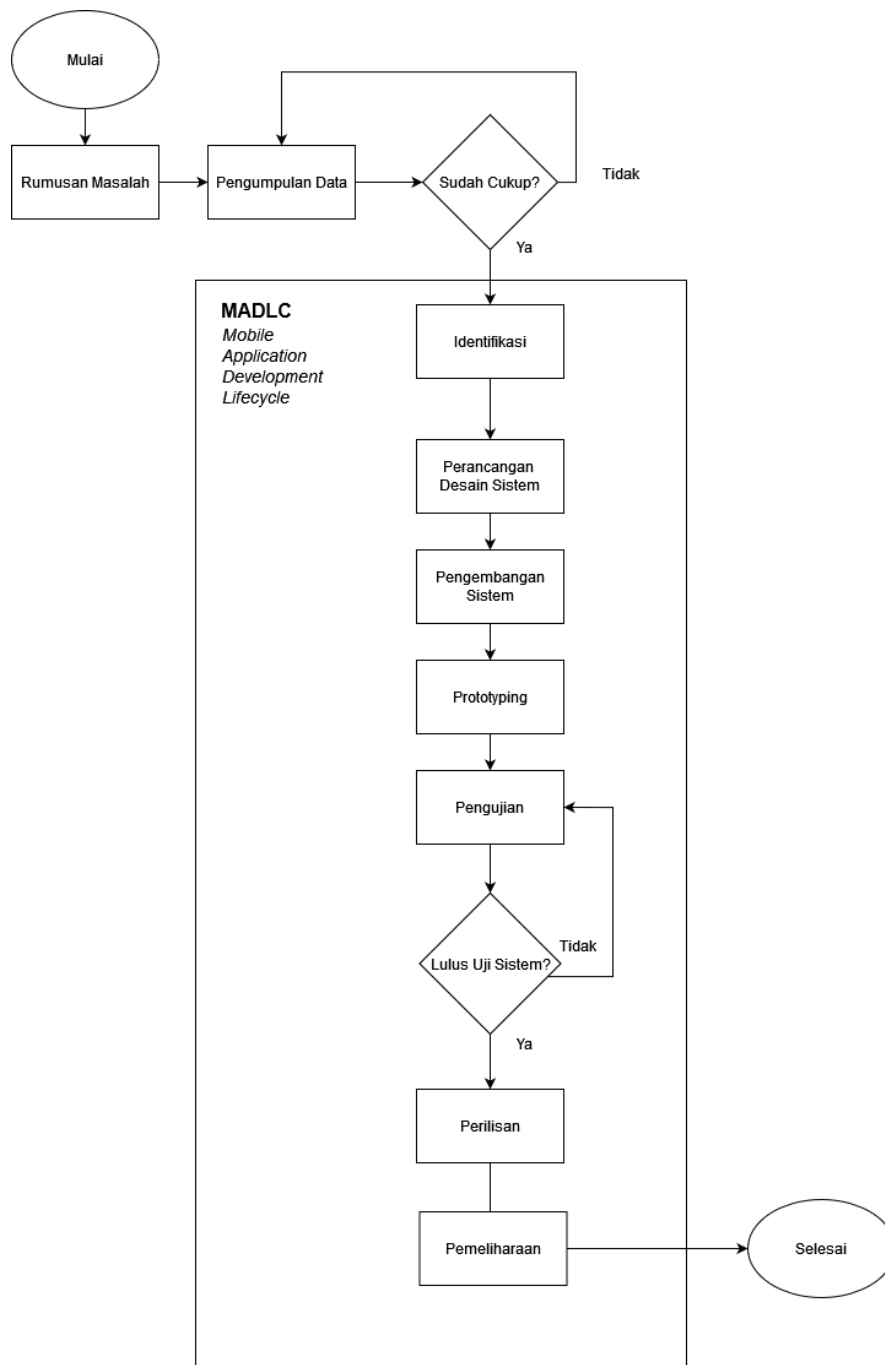 Mulai
Rumusan Masalah
Pengumpulan Data
Sudah Cukup?
Tidak
Ya
MADLC
Mobile
Application
Development
Lifecycle
Identifikasi
Perancangan
Desain Sistem
Pengembangan
Sistem
Prototyping
Pengujian
Lulus Uji Sistem?
Tidak
Ya
Perilisan
Pemeliharaan
Selesai